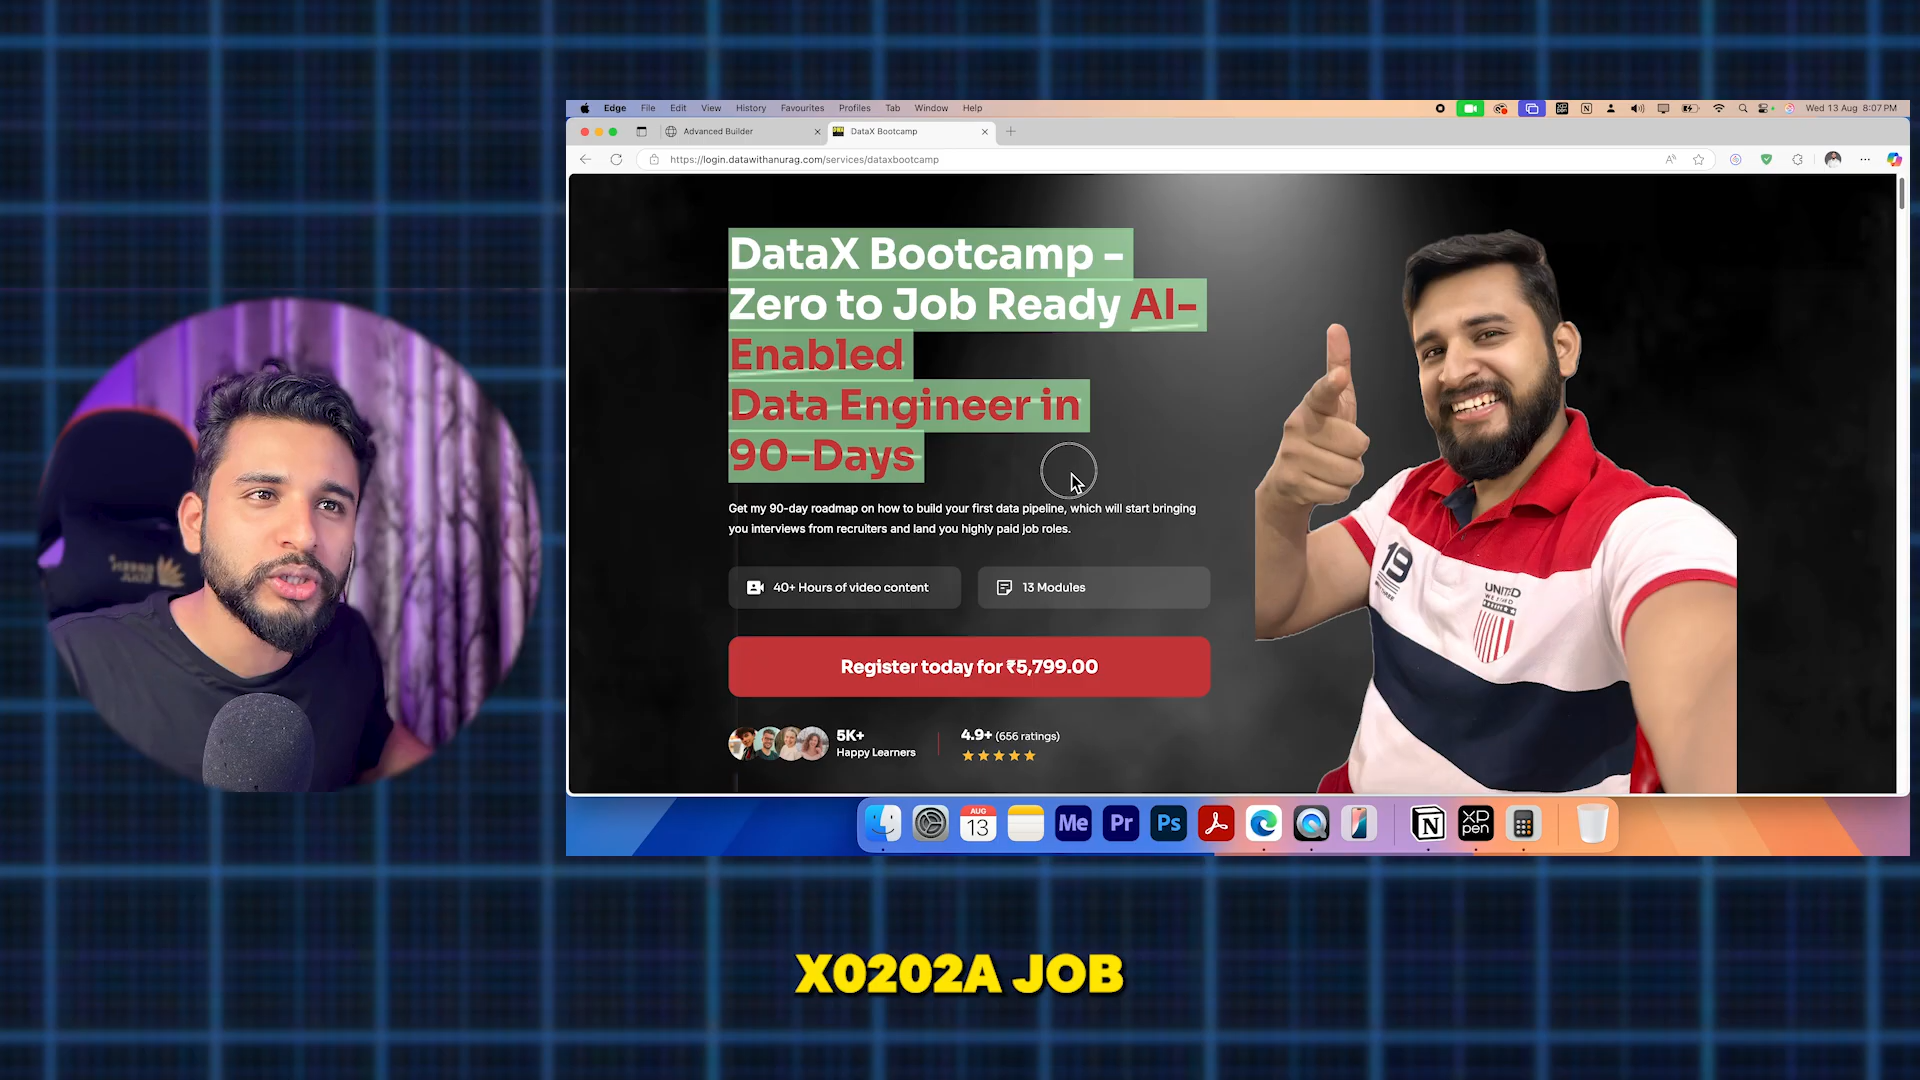 Edge File Edit View History Favourites Profiles Tab Window Help Wed 13 Aug 8:07 PM
Advanced Builder DataX Bootcamp
https://login.datawithanurag.com/services/dataxbootcamp
DataX Bootcamp -
Zero to Job Ready AI-
Enabled
Data Engineer in
90-Days
Get my 90-day roadmap on how to build your first data pipeline, which will start bringing
you interviews from recruiters and land you highly paid job roles.
40+ Hours of video content 13 Modules
Register today for ₹5,799.00
5K+
Happy Learners
4.9+ (656 ratings)
19
UNITED
AUG
13
Me Pr Ps
N
XP
pen
X0202A JOB